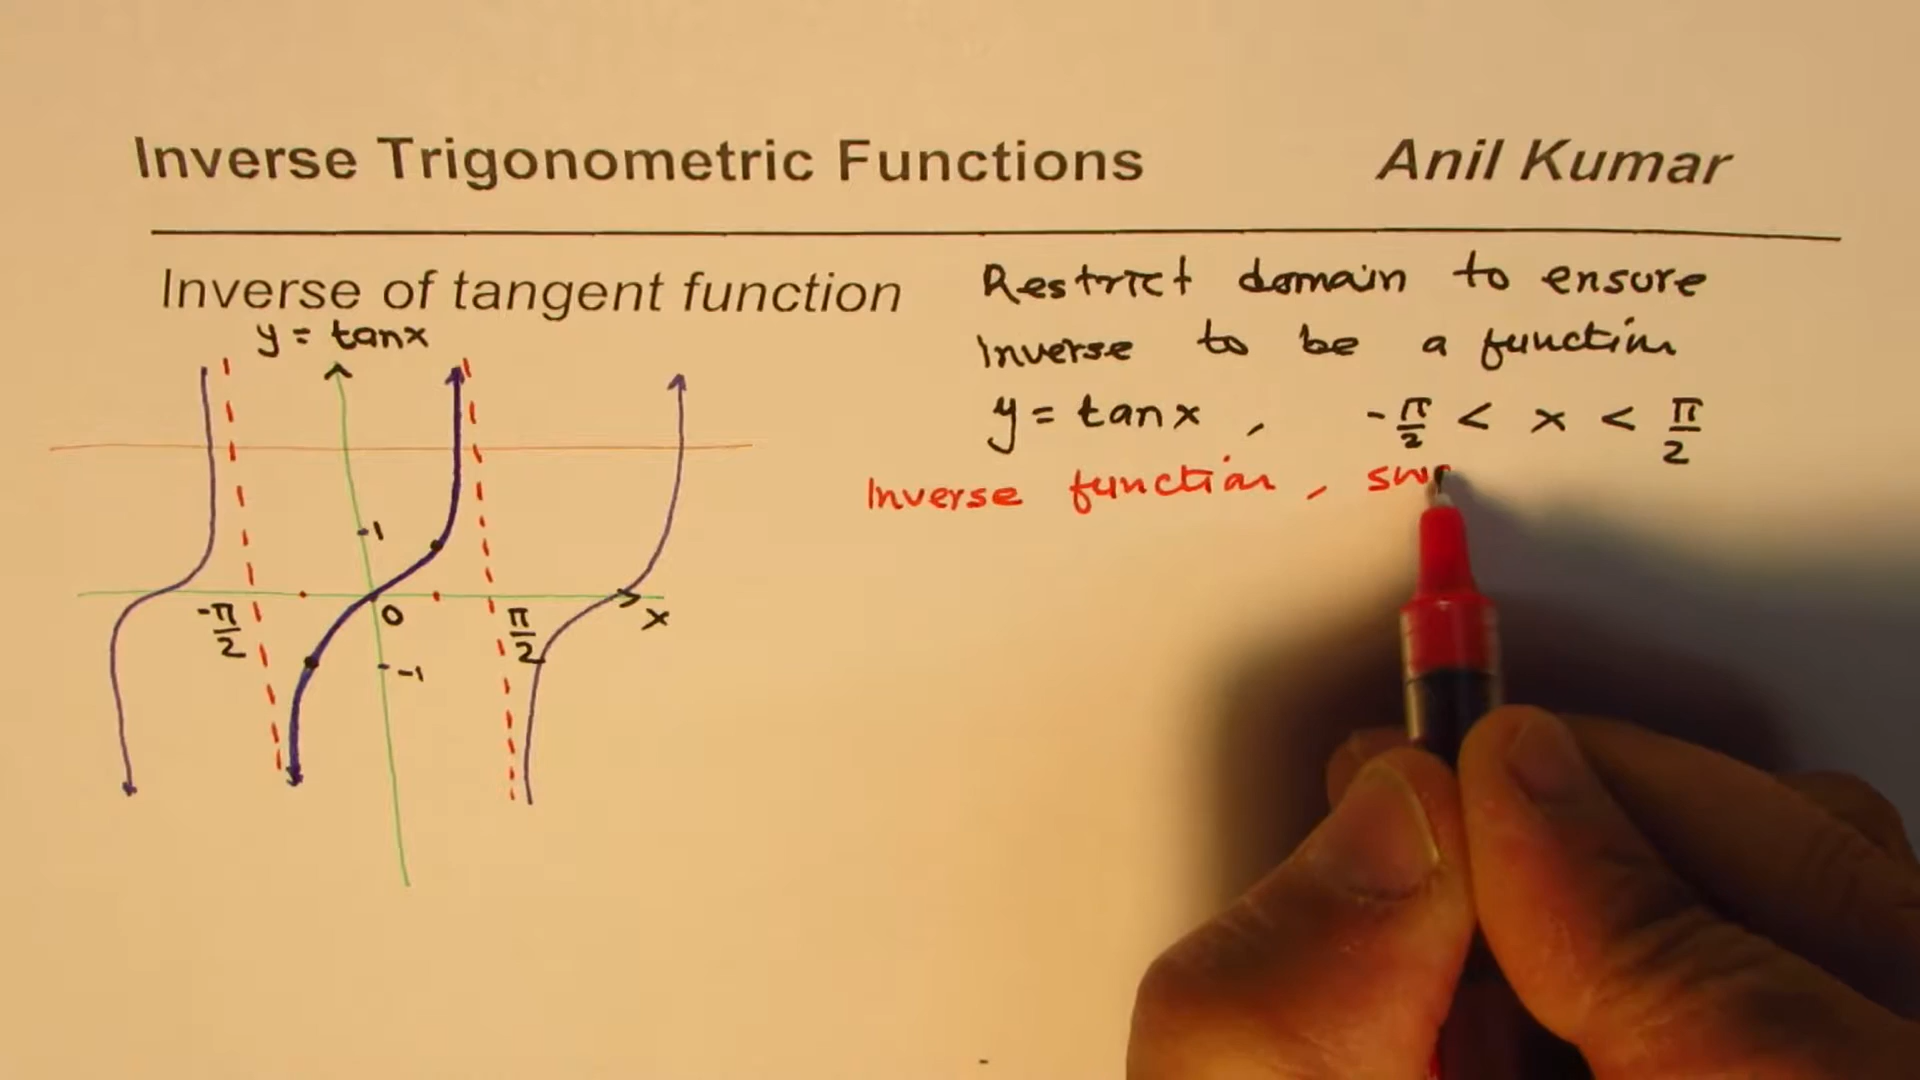 Inverse Trigonometric Functions Anil Kumar
Inverse of tangent function
y = tanx
1
-π/2 0 π/2 x
-1
Restrict domain to ensure
Inverse to be a function
y = tanx , -π/2 < x < π/2
Inverse function ,